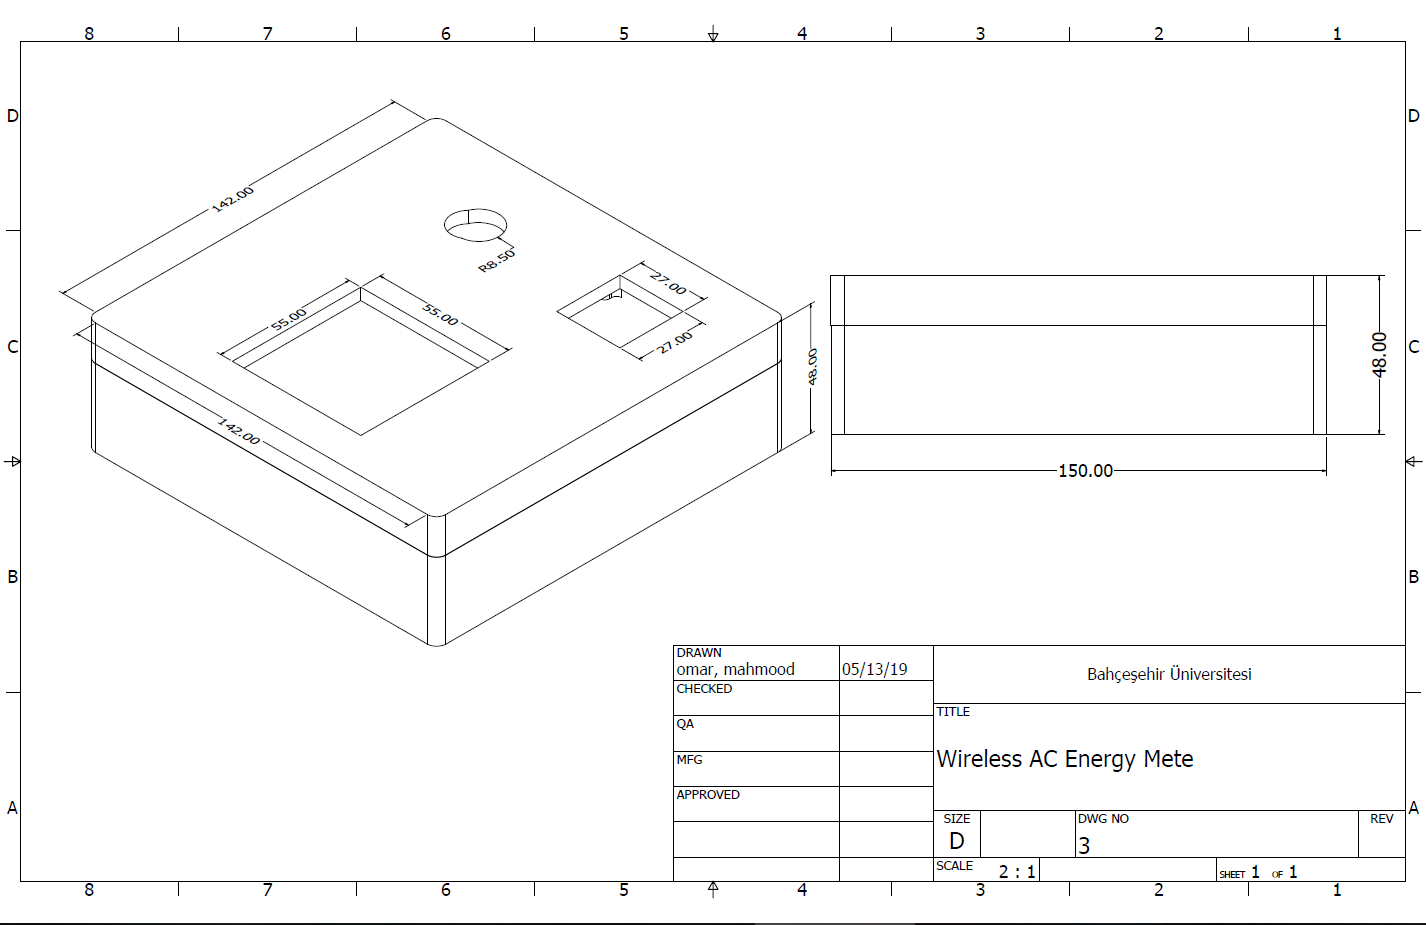 8 7 6 5 4 3 2 1
D D
142.00
R8.50
27.00
55.00
55.00
27.00
C C
48.00
48.00
142.00
150.00
B B
DRAWN
omar, mahmood 05/13/19
Bahçeşehir Üniversitesi
CHECKED
TITLE
QA
Wireless AC Energy Mete
MFG
APPROVED
A A
SIZE DWG NO REV
D 3
SCALE 2 : 1 SHEET 1 OF 1
8 7 6 5 4 3 2 1